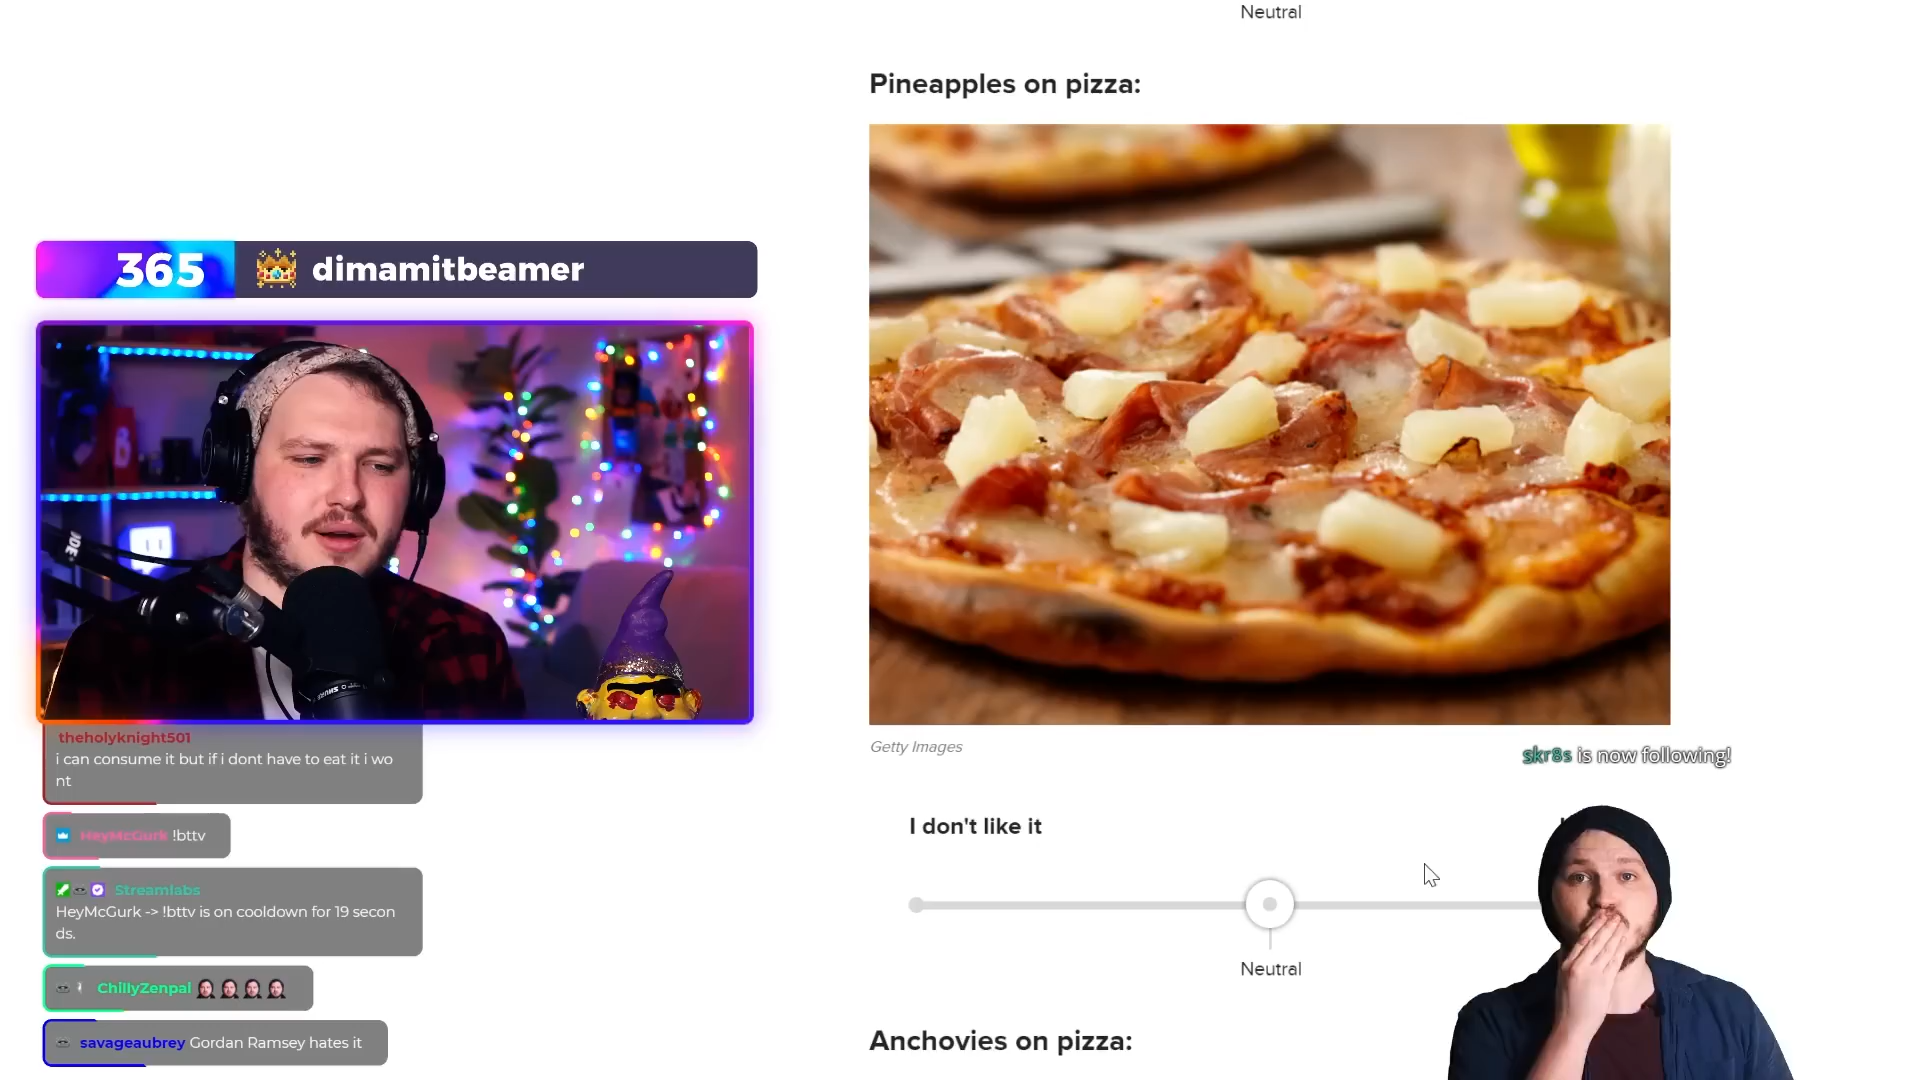 Neutral
Pineapples on pizza:
365 dimamitbeamer
theholyknight501
i can consume it but if i dont have to eat it i wo
nt
HeyMcGurk !bttv
Streamlabs
HeyMcGurk -> !bttv is on cooldown for 19 secon
ds.
ChillyZenpal
savageaubrey Gordan Ramsey hates it
Getty Images
skr8s is now following!
I don't like it
Neutral
Anchovies on pizza: